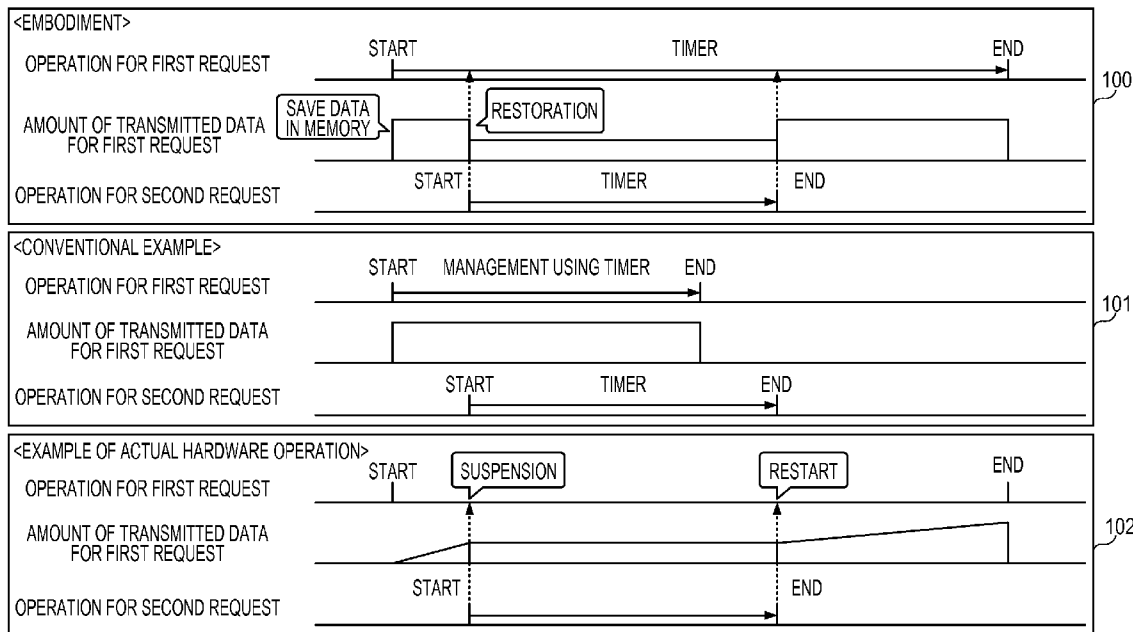 <EMBODIMENT>
START TIMER END
OPERATION FOR FIRST REQUEST
100
SAVE DATA
IN MEMORY
RESTORATION
AMOUNT OF TRANSMITTED DATA
FOR FIRST REQUEST
START TIMER END
OPERATION FOR SECOND REQUEST
<CONVENTIONAL EXAMPLE>
START MANAGEMENT USING TIMER END
OPERATION FOR FIRST REQUEST
101
AMOUNT OF TRANSMITTED DATA
FOR FIRST REQUEST
START TIMER END
OPERATION FOR SECOND REQUEST
<EXAMPLE OF ACTUAL HARDWARE OPERATION>
START SUSPENSION RESTART END
OPERATION FOR FIRST REQUEST
AMOUNT OF TRANSMITTED DATA
FOR FIRST REQUEST
102
START END
OPERATION FOR SECOND REQUEST